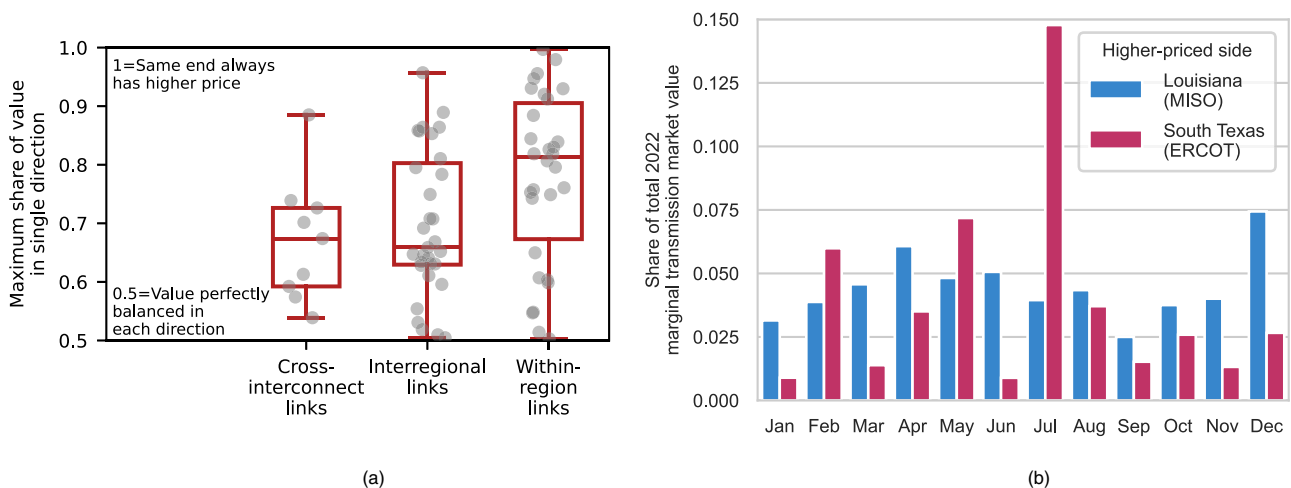 Maximum share of value
in single direction
1.0
0.9
0.8
0.7
0.6
0.5
1=Same end always
has higher price
0.5=Value perfectly
balanced in
each direction
Cross-
interconnect
links
Interregional
links
Within-
region
links
(a)
Share of total 2022
marginal transmission market value
0.150
0.125
0.100
0.075
0.050
0.025
0.000
Higher-priced side
Louisiana
(MISO)
South Texas
(ERCOT)
Jan Feb Mar Apr May Jun Jul Aug Sep Oct Nov Dec
(b)